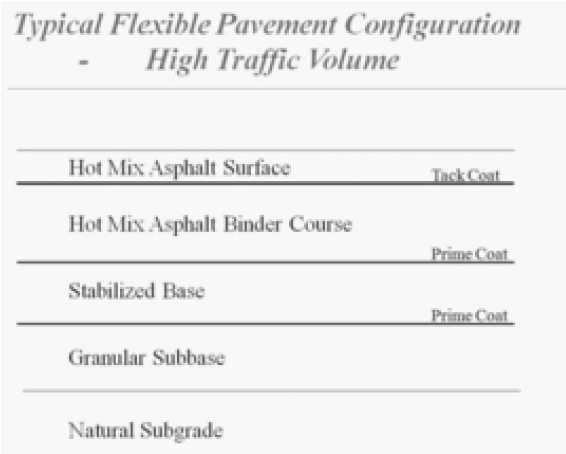 Typical Flexible Pavement Configuration
- High Traffic Volume
Hot Mix Asphalt Surface
Tack Coat
Hot Mix Asphalt Binder Course
Prime Coat
Stabilized Base
Prime Coat
Granular Subbase
Natural Subgrade